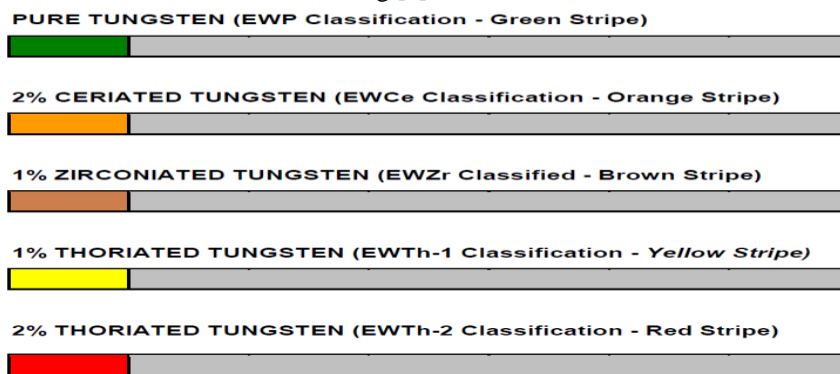 PURE TUNGSTEN (EWP Classification - Green Stripe)
2% CERIATED TUNGSTEN (EWCe Classification - Orange Stripe)
1% ZIRCONIATED TUNGSTEN (EWZr Classified - Brown Stripe)
1% THORIATED TUNGSTEN (EWTh-1 Classification - Yellow Stripe)
2% THORIATED TUNGSTEN (EWTh-2 Classification - Red Stripe)